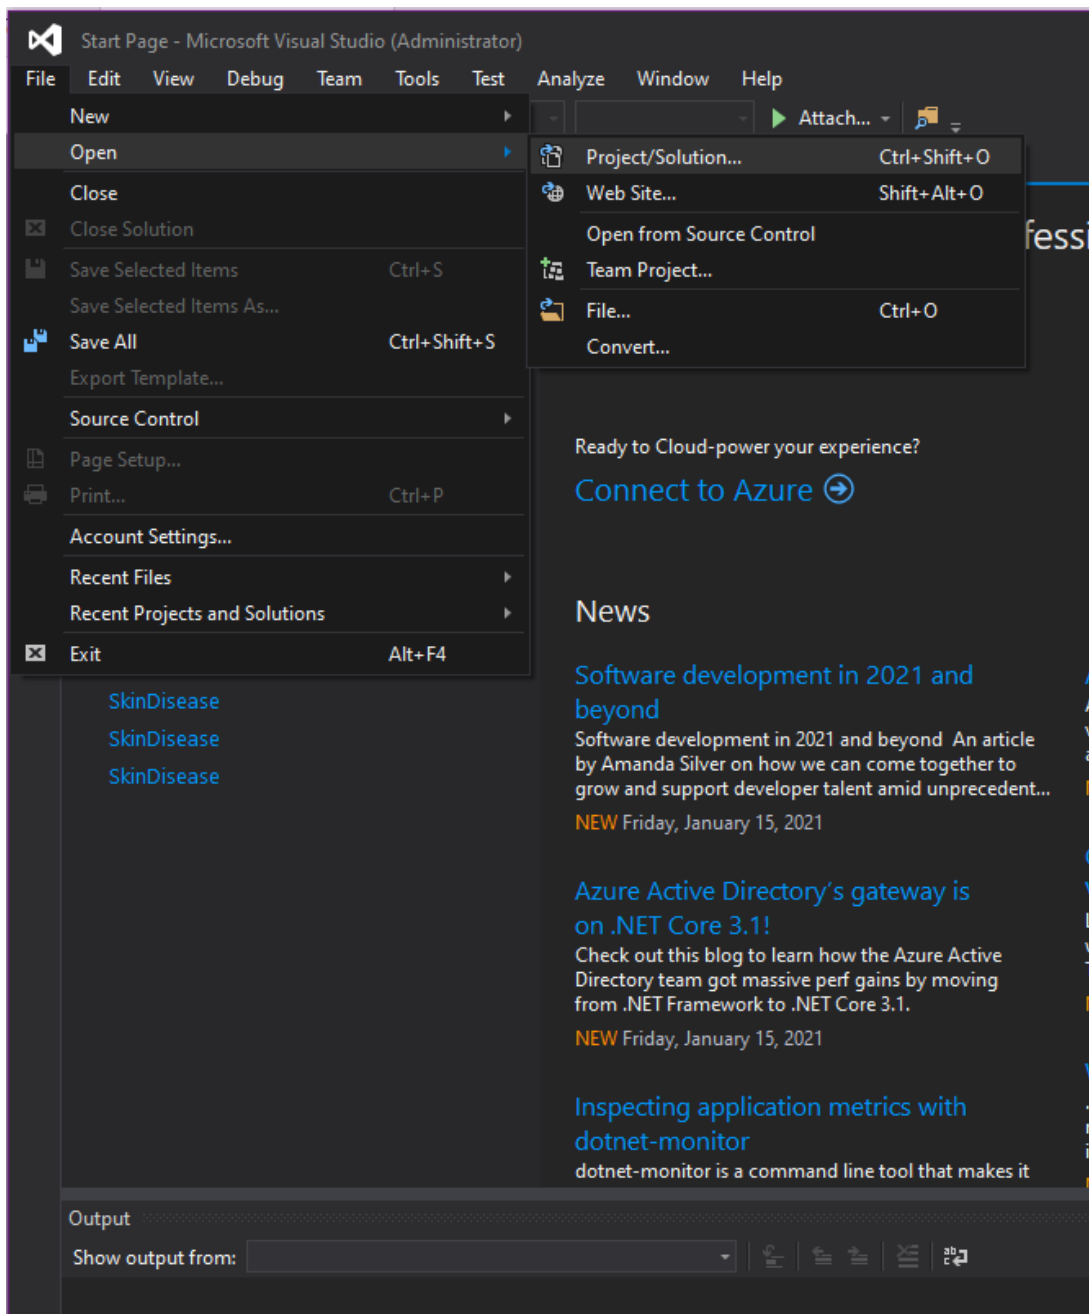 Start Page - Microsoft Visual Studio (Administrator)
File Edit View Debug Team Tools Test Analyze Window Help
Attach...
New
Open
Close
Close Solution
Save Selected Items Ctrl+S
Save Selected Items As...
Save All Ctrl+Shift+S
Export Template...
Source Control
Page Setup...
Print... Ctrl+P
Account Settings...
Recent Files
Recent Projects and Solutions
Exit Alt+F4
Project/Solution... Ctrl+Shift+O
Web Site... Shift+Alt+O
Open from Source Control
Team Project...
File... Ctrl+O
Convert...
fessi
SkinDisease
SkinDisease
SkinDisease
Ready to Cloud-power your experience?
Connect to Azure
News
Software development in 2021 and
beyond
Software development in 2021 and beyond An article
by Amanda Silver on how we can come together to
grow and support developer talent amid unprecedent...
NEW Friday, January 15, 2021
Azure Active Directory's gateway is
on .NET Core 3.1!
Check out this blog to learn how the Azure Active
Directory team got massive perf gains by moving
from .NET Framework to .NET Core 3.1.
NEW Friday, January 15, 2021
Inspecting application metrics with
dotnet-monitor
dotnet-monitor is a command line tool that makes it
Output
Show output from: